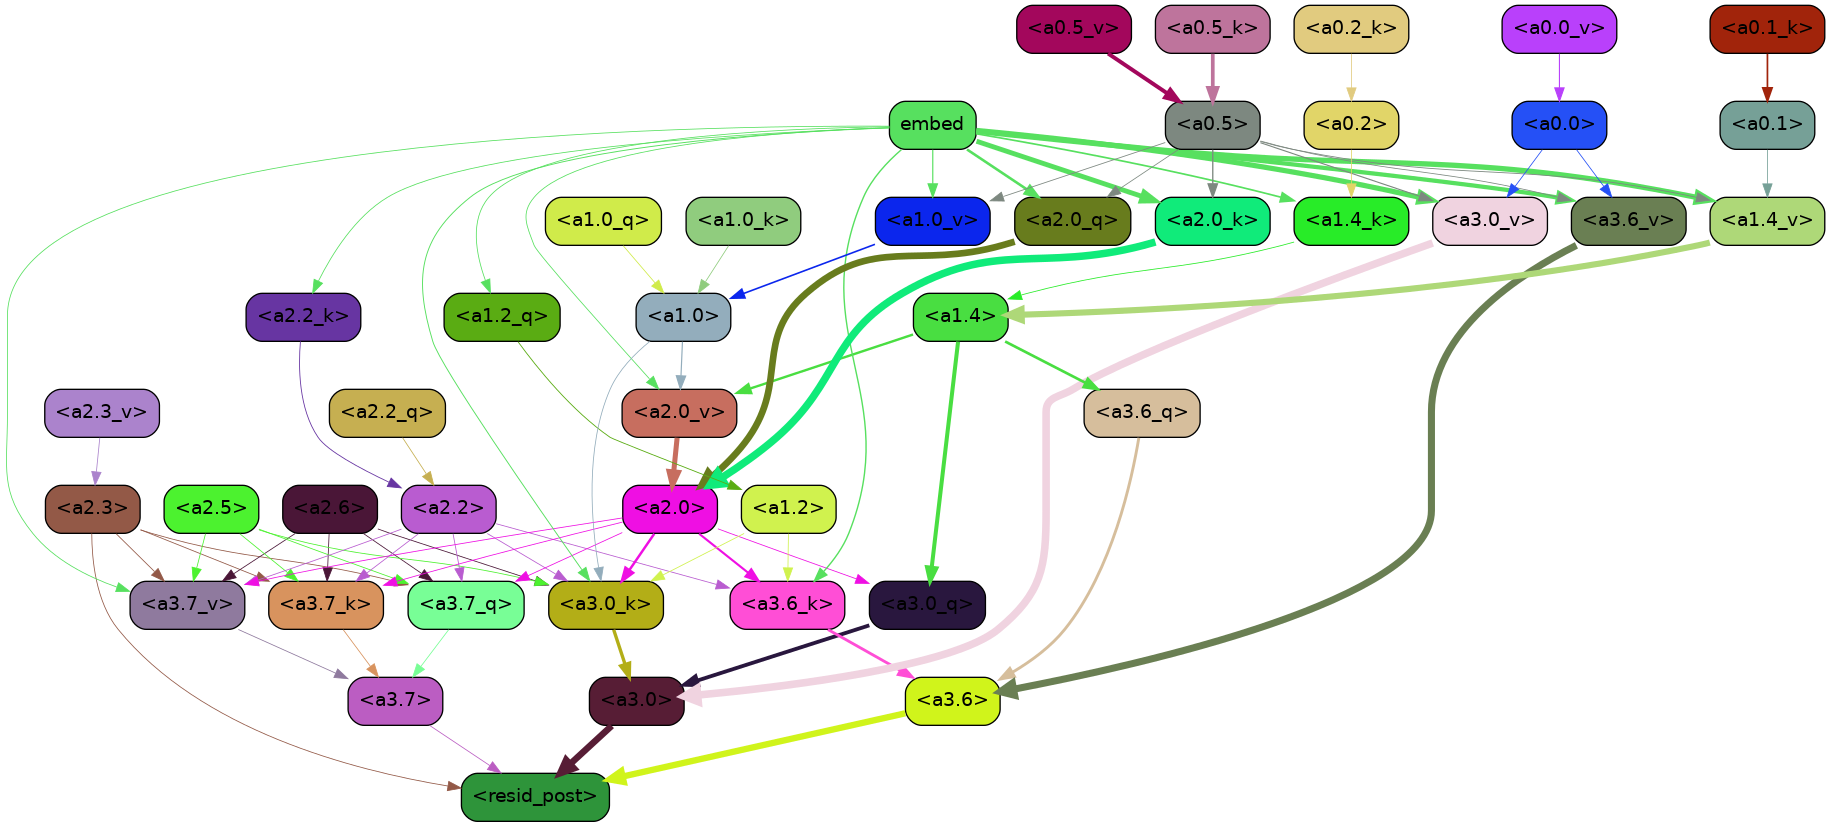 <a0.5_v> <a0.5_k> <a0.2_k> <a0.0_v> <a0.1_k>
embed <a0.5> <a0.2> <a0.0> <a0.1>
<a1.0_q> <a1.0_k> <a1.0_v> <a2.0_q> <a2.0_k> <a1.4_k> <a3.0_v> <a3.6_v> <a1.4_v>
<a2.2_k> <a1.2_q> <a1.0> <a1.4>
<a2.3_v> <a2.2_q> <a2.0_v> <a3.6_q>
<a2.3> <a2.5> <a2.6> <a2.2> <a2.0> <a1.2>
<a3.7_v> <a3.7_k> <a3.7_q> <a3.0_k> <a3.6_k> <a3.0_q>
<a3.7> <a3.0> <a3.6>
<resid_post>